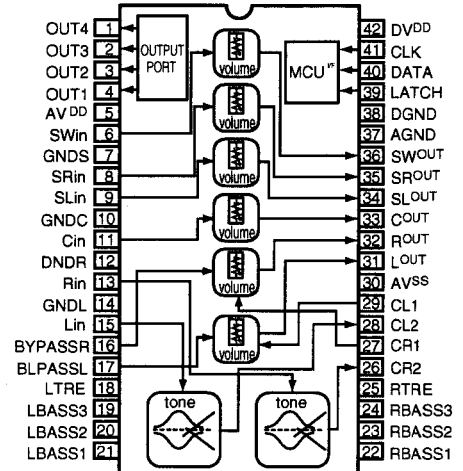 OUT4 1
OUT3 2
OUT2 3
OUT1 4
AVDD 5
SWin 6
GNDS 7
SRin 8
SLin 9
GNDC 10
Cin 11
DNDR 12
Rin 13
GNDL 14
Lin 15
BYPASSR 16
BLPASSL 17
LTRE 18
LBASS3 19
LBASS2 20
LBASS1 21
OUTPUT
PORT
volume
volume
volume
volume
volume
volume
tone
tone
MCU I/F
42 DVDD
41 CLK
40 DATA
39 LATCH
38 DGND
37 AGND
36 SWOUT
35 SROUT
34 SLOUT
33 COUT
32 ROUT
31 LOUT
30 AVSS
29 CL1
28 CL2
27 CR1
26 CR2
25 RTRE
24 RBASS3
23 RBASS2
22 RBASS1